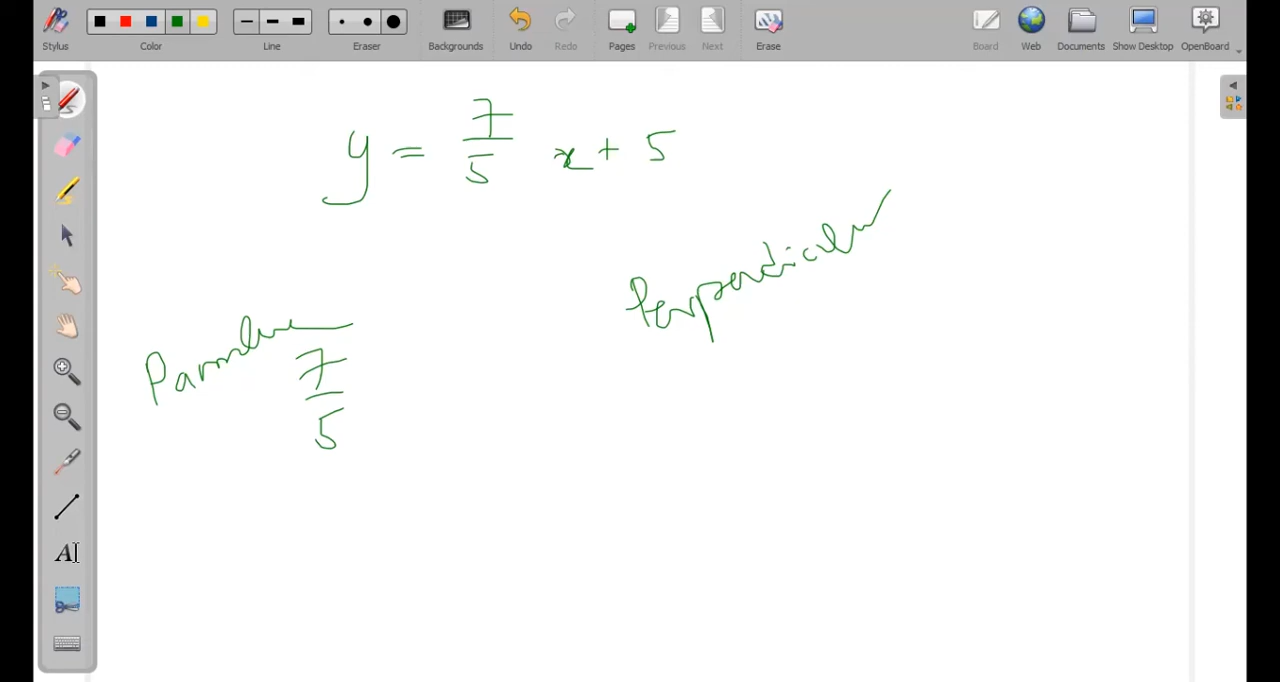 Stylus
Color
Line
Eraser
Backgrounds
Undo
Redo
Pages
Previous
Next
Erase
Board
Web
Documents
Show Desktop
OpenBoard
y = 7/5 x + 5
Perpendicular
7/5
A